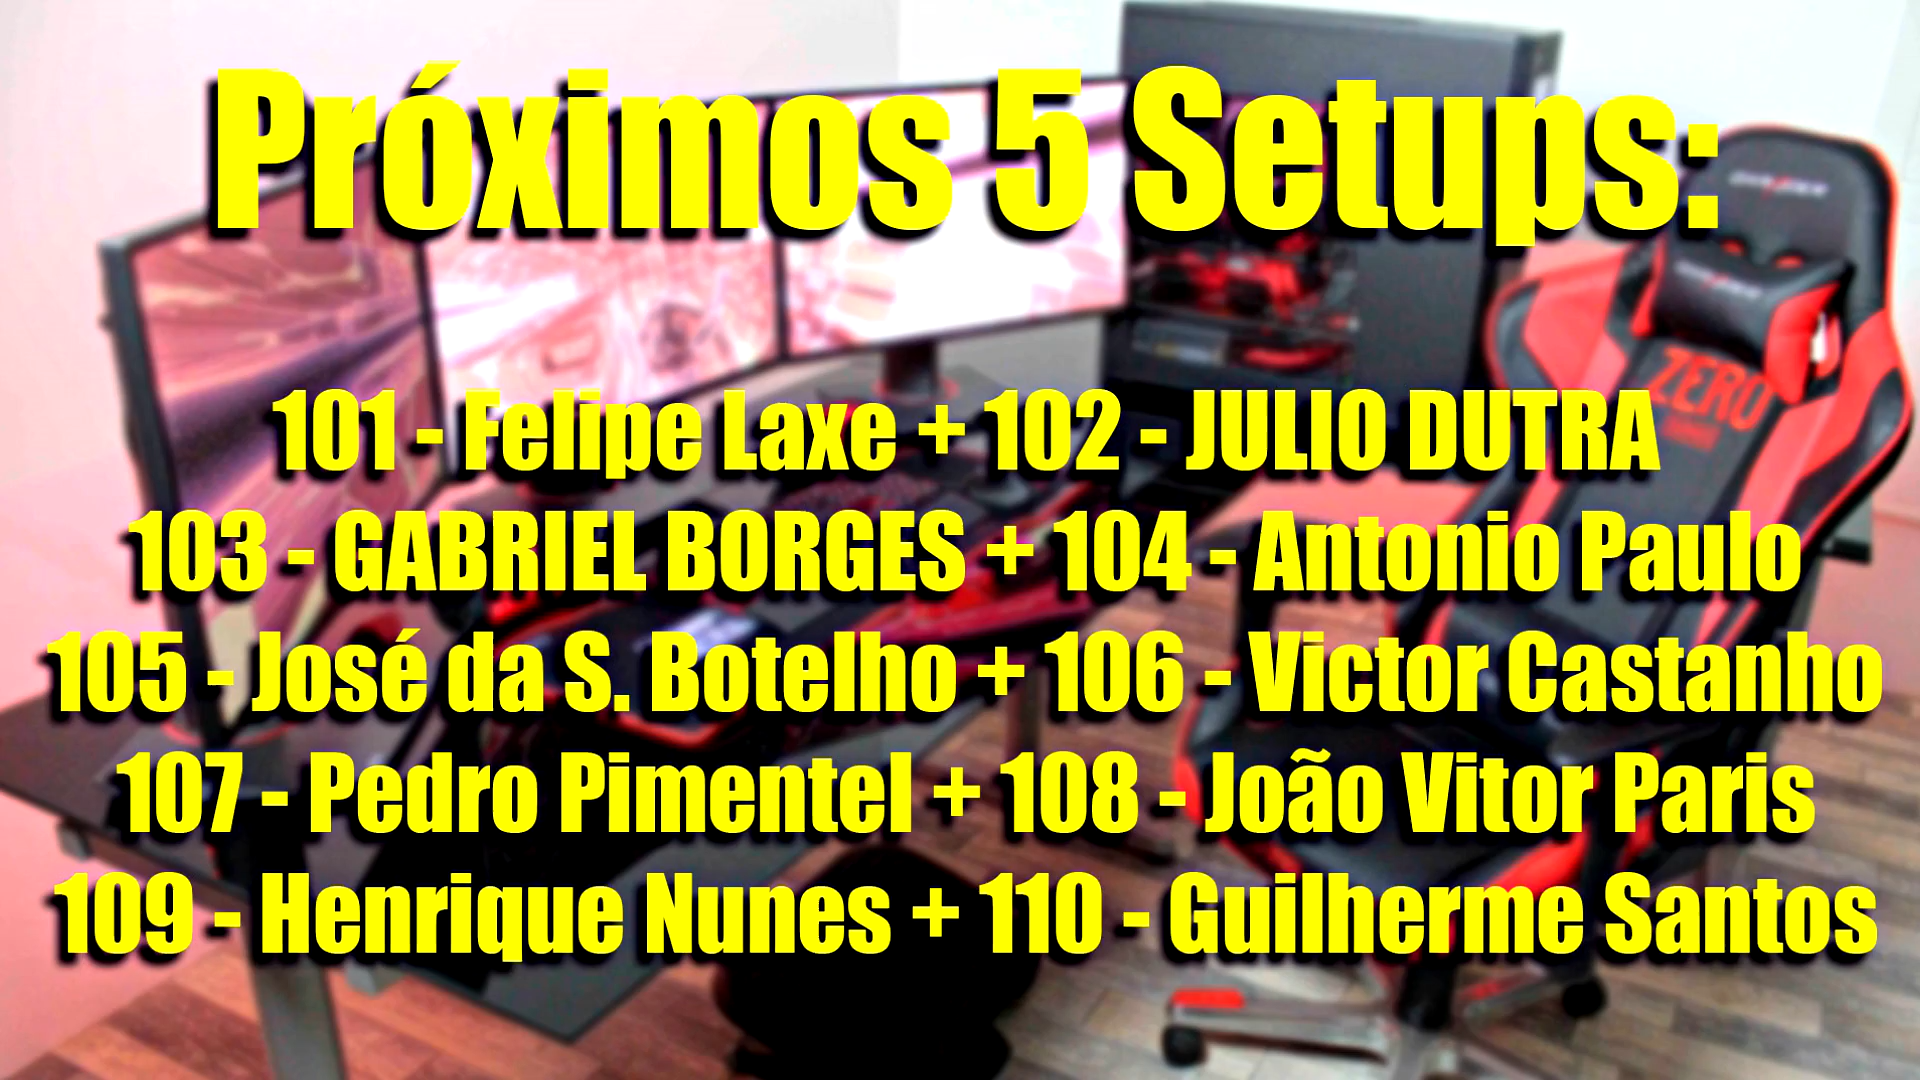 Próximos 5 Setups:
101 - Felipe Laxe + 102 - JULIO DUTRA
103 - GABRIEL BORGES + 104 - Antonio Paulo
105 - José da S. Botelho + 106 - Victor Castanho
107 - Pedro Pimentel + 108 - João Vitor Paris
109 - Henrique Nunes + 110 - Guilherme Santos
ZERO